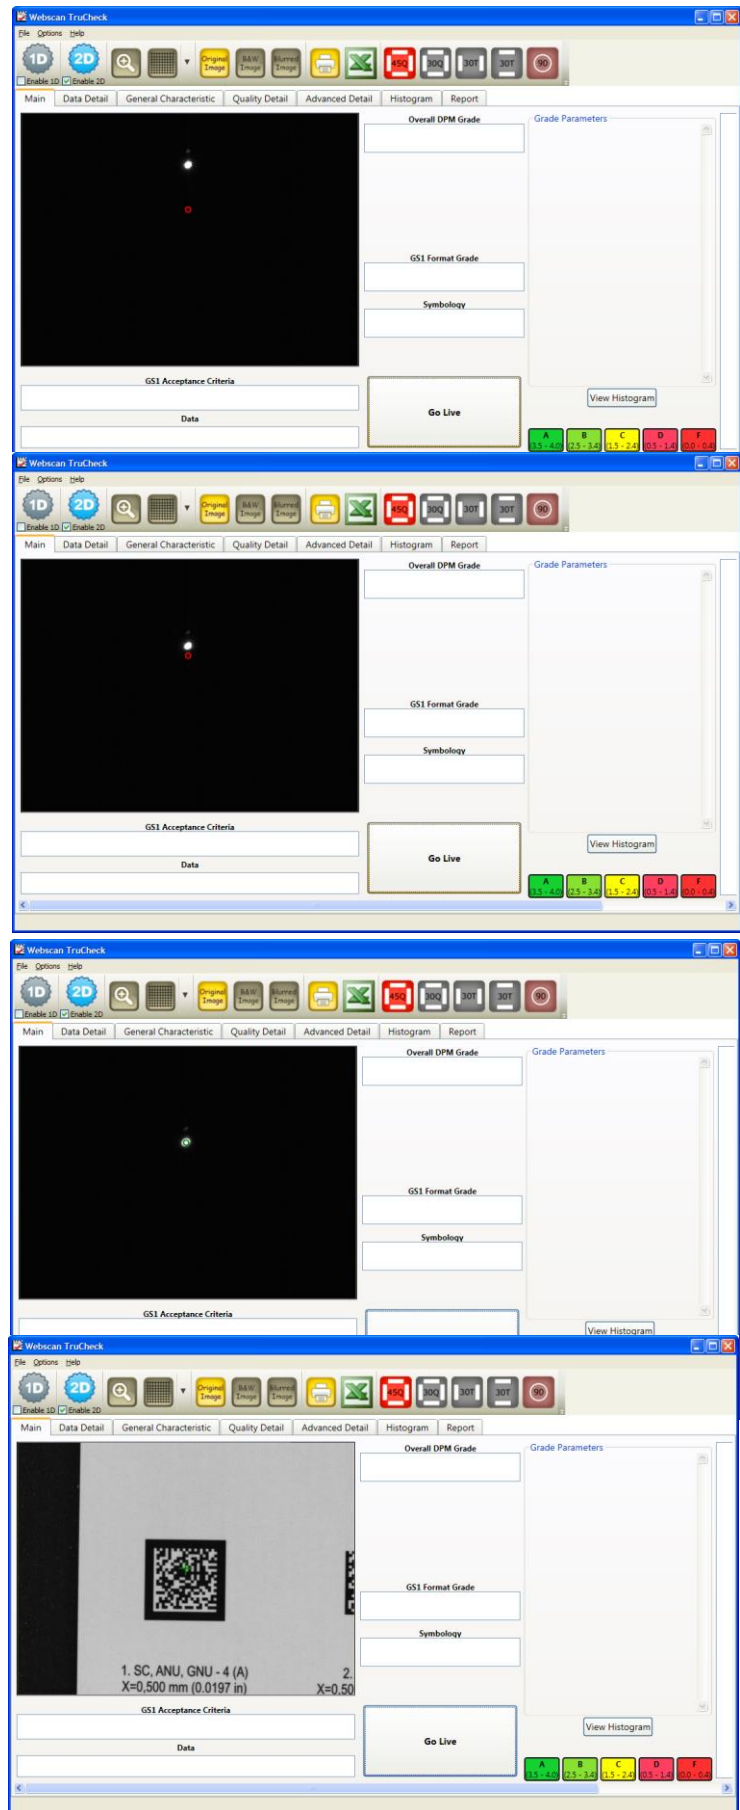 Webscan TruCheck
File Options Help
1D 2D Original Image B&W Image Blurred Image 45Q 30Q 30T 30T 90
Enable 1D Enable 2D
Main Data Detail General Characteristic Quality Detail Advanced Detail Histogram Report
Overall DPM Grade Grade Parameters
GS1 Format Grade
Symbology
GS1 Acceptance Criteria
View Histogram
Go Live
Data
A B C D F
(3.5 - 4.0) (2.5 - 3.4) (1.5 - 2.4) (0.5 - 1.4) (0.0 - 0.4)
Webscan TruCheck
File Options Help
1D 2D Original Image B&W Image Blurred Image 45Q 30Q 30T 30T 90
Enable 1D Enable 2D
Main Data Detail General Characteristic Quality Detail Advanced Detail Histogram Report
Overall DPM Grade Grade Parameters
GS1 Format Grade
Symbology
GS1 Acceptance Criteria
View Histogram
Go Live
Data
A B C D F
(3.5 - 4.0) (2.5 - 3.4) (1.5 - 2.4) (0.5 - 1.4) (0.0 - 0.4)
Webscan TruCheck
File Options Help
1D 2D Original Image B&W Image Blurred Image 45Q 30Q 30T 30T 90
Enable 1D Enable 2D
Main Data Detail General Characteristic Quality Detail Advanced Detail Histogram Report
Overall DPM Grade Grade Parameters
GS1 Format Grade
Symbology
GS1 Acceptance Criteria
View Histogram
Webscan TruCheck
File Options Help
1D 2D Original Image B&W Image Blurred Image 45Q 30Q 30T 30T 90
Enable 1D Enable 2D
Main Data Detail General Characteristic Quality Detail Advanced Detail Histogram Report
Overall DPM Grade Grade Parameters
GS1 Format Grade
Symbology
1. SC, ANU, GNU - 4 (A) 2.
X=0,500 mm (0.0197 in) X=0.50
GS1 Acceptance Criteria
View Histogram
Go Live
Data
A B C D F
(3.5 - 4.0) (2.5 - 3.4) (1.5 - 2.4) (0.5 - 1.4) (0.0 - 0.4)